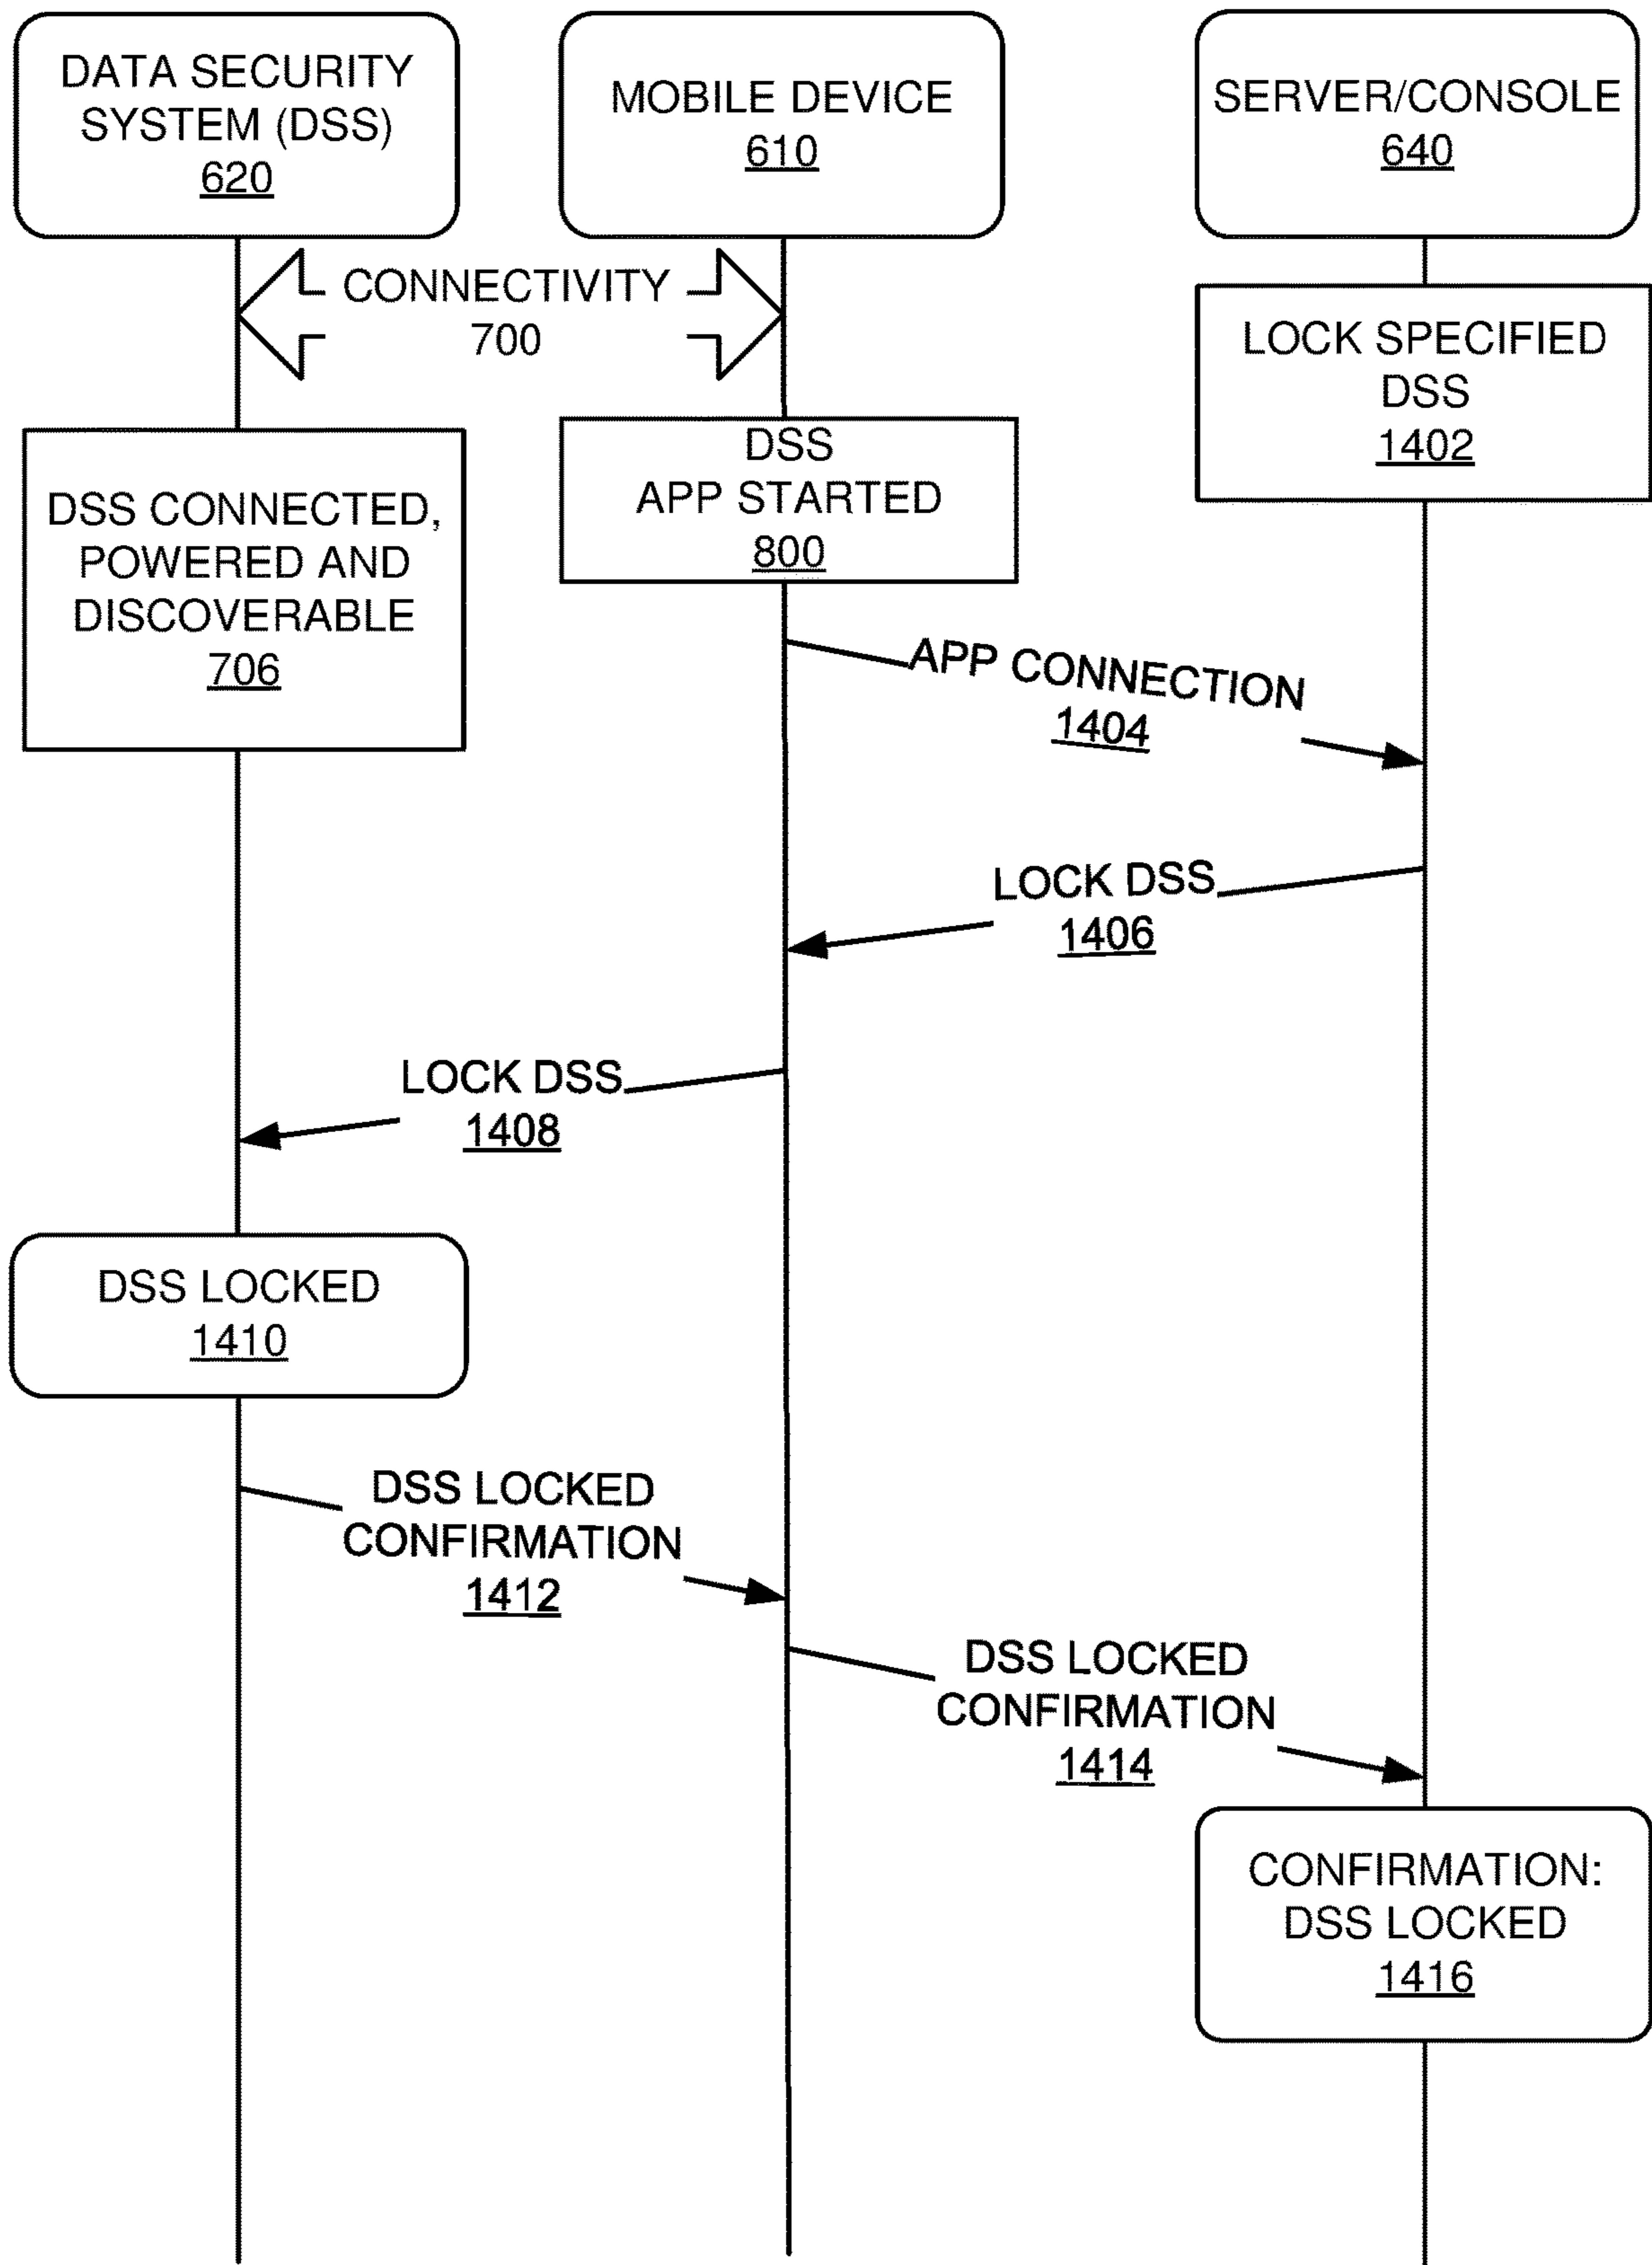 DATA SECURITY
SYSTEM (DSS)
620
MOBILE DEVICE
610
SERVER/CONSOLE
640
CONNECTIVITY
700
LOCK SPECIFIED
DSS
1402
DSS
APP STARTED
800
DSS CONNECTED,
POWERED AND
DISCOVERABLE
706
APP CONNECTION
1404
LOCK DSS
1406
LOCK DSS
1408
DSS LOCKED
1410
DSS LOCKED
CONFIRMATION
1412
DSS LOCKED
CONFIRMATION
1414
CONFIRMATION:
DSS LOCKED
1416